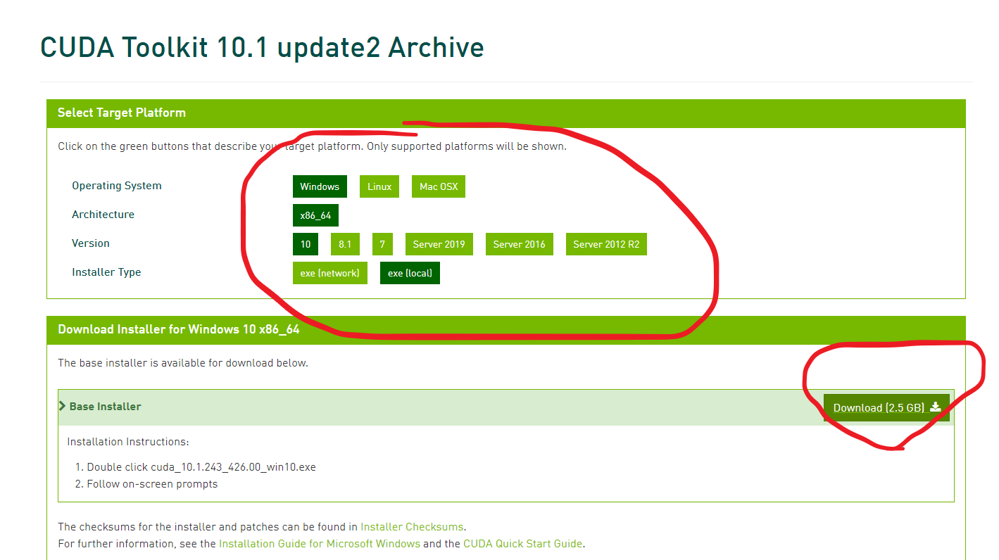 CUDA Toolkit 10.1 update2 Archive
Select Target Platform
Click on the green buttons that describe your target platform. Only supported platforms will be shown.
Operating System Windows Linux Mac OSX
Architecture x86_64
Version 10 8.1 7 Server 2019 Server 2016 Server 2012 R2
Installer Type exe (network) exe (local)
Download Installer for Windows 10 x86_64
The base installer is available for download below.
Base Installer Download (2.5 GB)
Installation Instructions:
1. Double click cuda_10.1.243_426.00_win10.exe
2. Follow on-screen prompts
The checksums for the installer and patches can be found in Installer Checksums.
For further information, see the Installation Guide for Microsoft Windows and the CUDA Quick Start Guide.